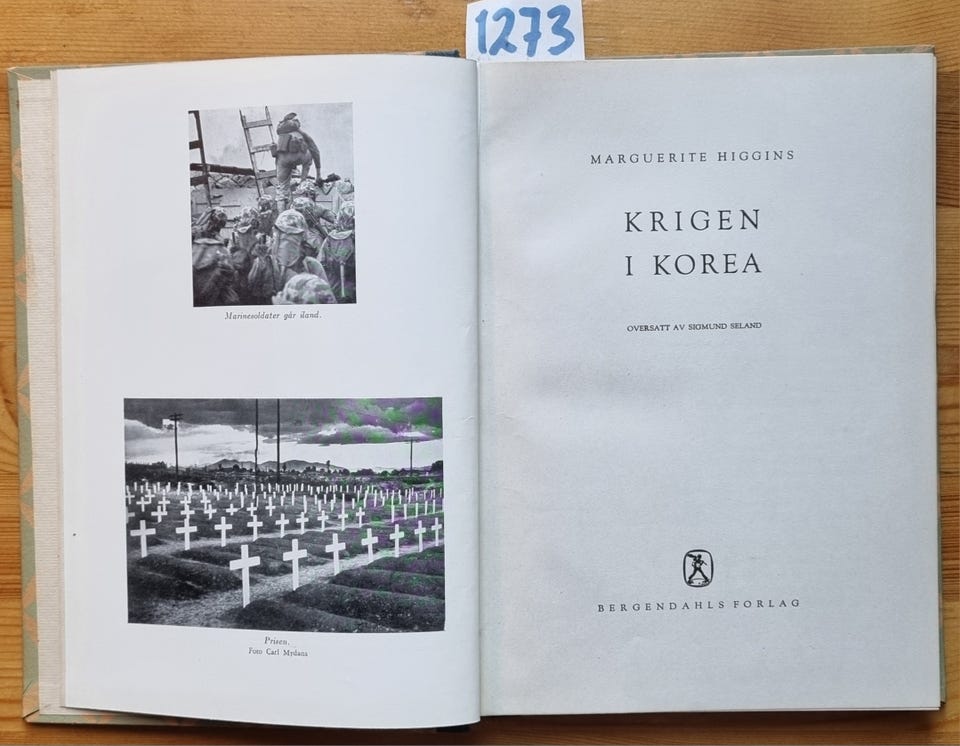 1273
Marinesoldater går iland.
Prisen.
Foto Carl Mydans
MARGUERITE HIGGINS
KRIGEN
I KOREA
OVERSATT AV SIGMUND SELAND
BERGENDAHLS FORLAG